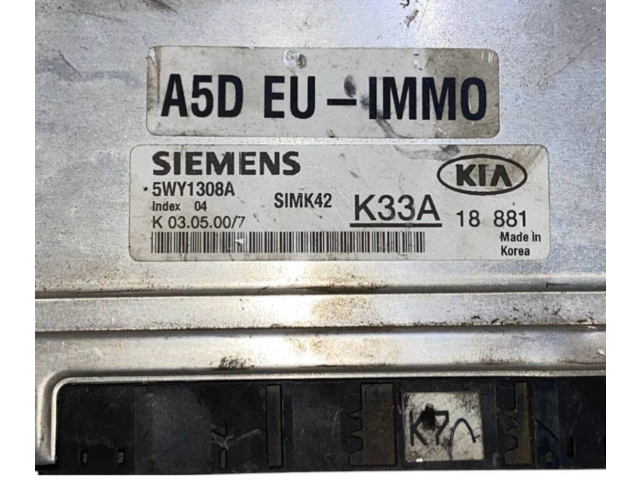 A5D EU – IMMO
SIEMENS
KIA
5WY1308A
Index 04
SIMK42
K33A
18 881
K 03.05.00/7
Made in
Korea